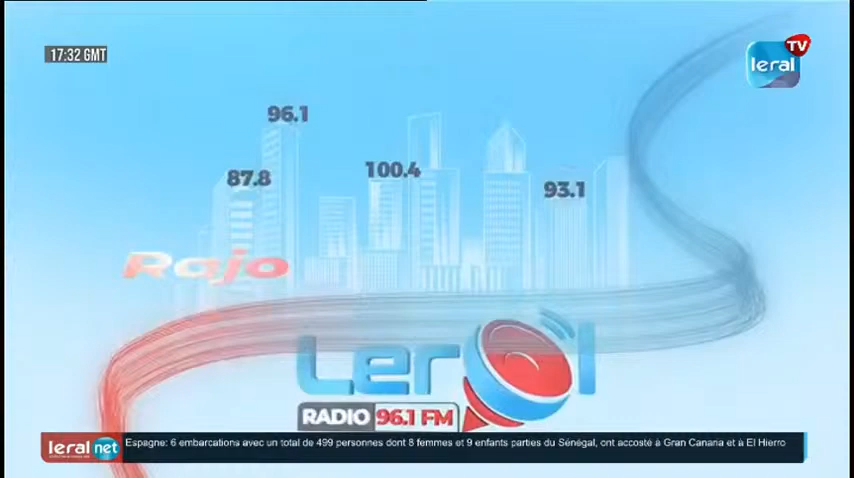 17:32 GMT
TV
leral
96.1
87.8
100.4
93.1
Rajo
Leral
RADIO 96.1 FM
leral net
Espagne: 6 embarcations avec un total de 499 personnes dont 8 femmes et 9 enfants parties du Sénégal, ont accosté à Gran Canaria et à El Hierro